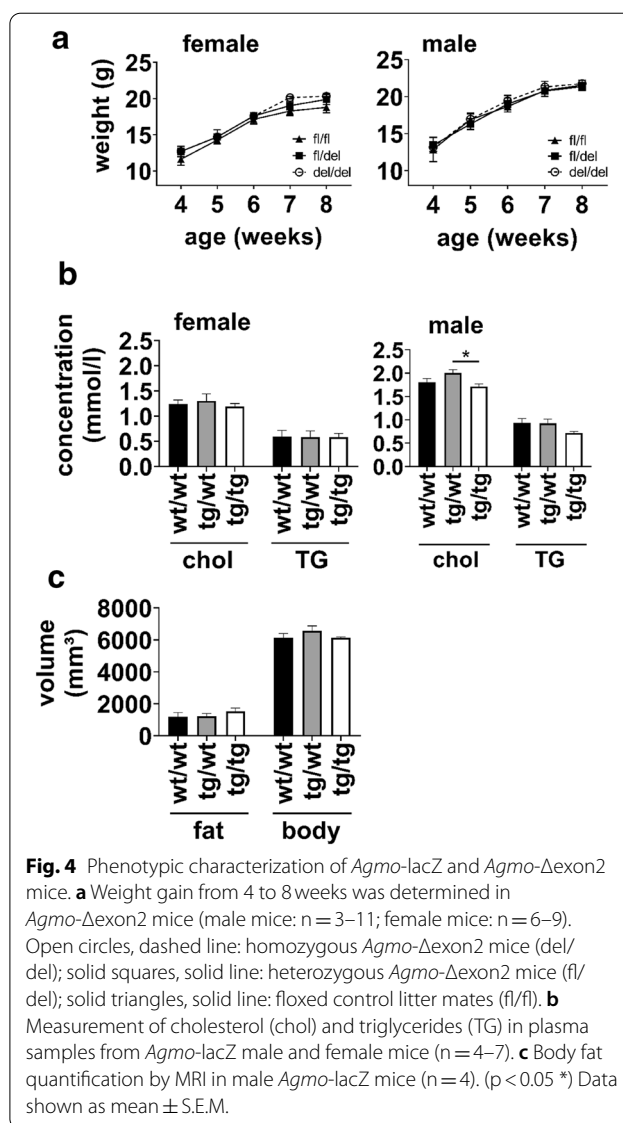 a
female
male
weight (g)
20
15
10
fl/fl
fl/del
del/del
4 5 6 7 8
age (weeks)
20
15
10
fl/fl
fl/del
del/del
4 5 6 7 8
age (weeks)
b
female
male
concentration
(mmol/l)
2.5
2.0
1.5
1.0
0.5
0.0
wt/wt
tg/wt
tg/tg
wt/wt
tg/wt
tg/tg
chol TG
2.5
2.0
1.5
1.0
0.5
0.0
*
wt/wt
tg/wt
tg/tg
wt/wt
tg/wt
tg/tg
chol TG
c
volume
(mm³)
8000
6000
4000
2000
0
wt/wt
tg/wt
tg/tg
wt/wt
tg/wt
tg/tg
fat body
Fig. 4 Phenotypic characterization of Agmo-lacZ and Agmo-Δexon2
mice. a Weight gain from 4 to 8 weeks was determined in
Agmo-Δexon2 mice (male mice: n = 3–11; female mice: n = 6–9).
Open circles, dashed line: homozygous Agmo-Δexon2 mice (del/
del); solid squares, solid line: heterozygous Agmo-Δexon2 mice (fl/
del); solid triangles, solid line: floxed control litter mates (fl/fl). b
Measurement of cholesterol (chol) and triglycerides (TG) in plasma
samples from Agmo-lacZ male and female mice (n = 4–7). c Body fat
quantification by MRI in male Agmo-lacZ mice (n = 4). (p < 0.05 *) Data
shown as mean ± S.E.M.